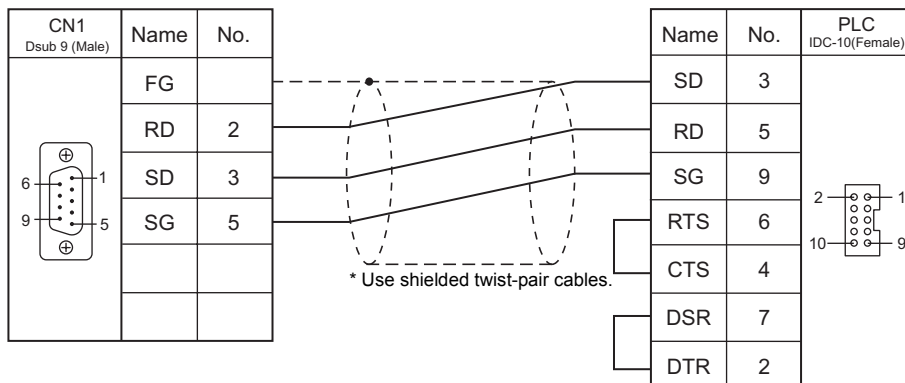 CN1
Dsub 9 (Male)
Name No.
FG
RD 2
SD 3
SG 5
6
1
9
5
* Use shielded twist-pair cables.
Name No.
PLC
IDC-10(Female)
SD 3
RD 5
SG 9
RTS 6
CTS 4
DSR 7
DTR 2
2
1
10
9